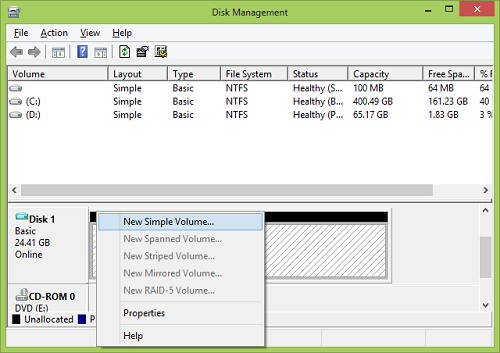 Disk Management
File Action View Help
Volume Layout Type File System Status Capacity Free Spa... % F
Simple Basic NTFS Healthy (S... 100 MB 64 MB 64
(C:) Simple Basic NTFS Healthy (B... 400.49 GB 161.23 GB 40
(D:) Simple Basic NTFS Healthy (P... 65.17 GB 1.83 GB 3 %
Disk 1
Basic
24.41 GB
Online
New Simple Volume...
New Spanned Volume...
New Striped Volume...
New Mirrored Volume...
New RAID-5 Volume...
Properties
Help
CD-ROM 0
DVD (E:)
Unallocated P